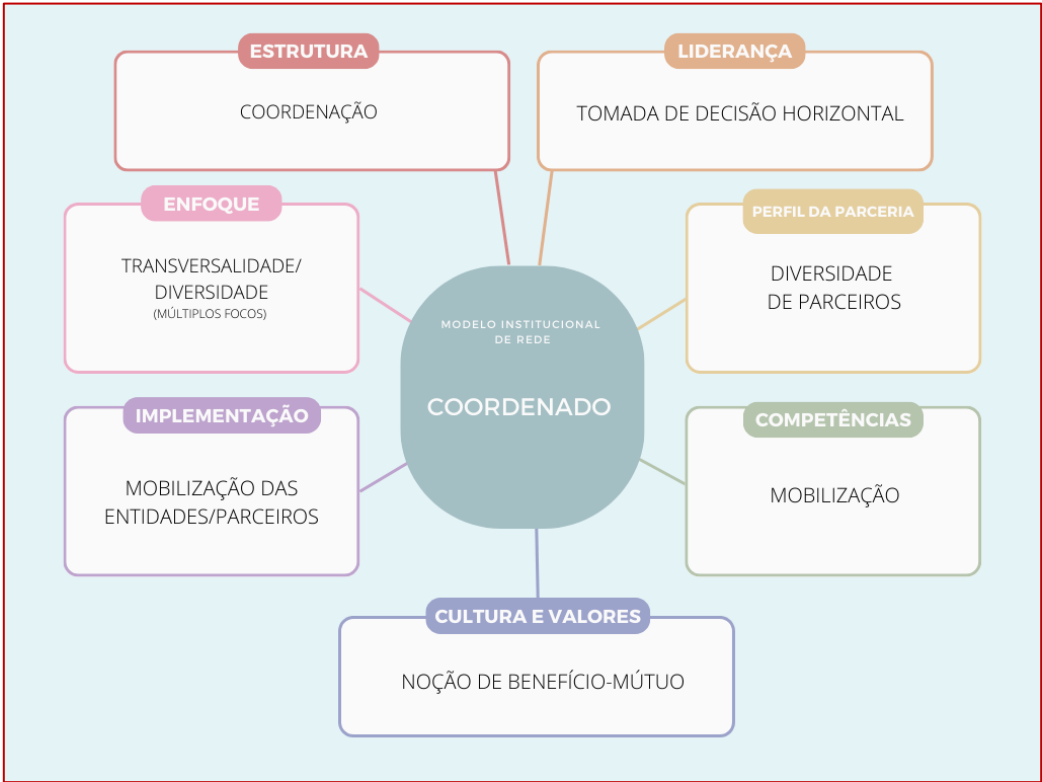 ESTRUTURA
COORDENAÇÃO
LIDERANÇA
TOMADA DE DECISÃO HORIZONTAL
ENFOQUE
TRANSVERSALIDADE/
DIVERSIDADE
(MÚLTIPLOS FOCOS)
PERFIL DA PARCERIA
DIVERSIDADE
DE PARCEIROS
MODELO INSTITUCIONAL
DE REDE
COORDENADO
IMPLEMENTAÇÃO
MOBILIZAÇÃO DAS
ENTIDADES/PARCEIROS
COMPETÊNCIAS
MOBILIZAÇÃO
CULTURA E VALORES
NOÇÃO DE BENEFÍCIO-MÚTUO